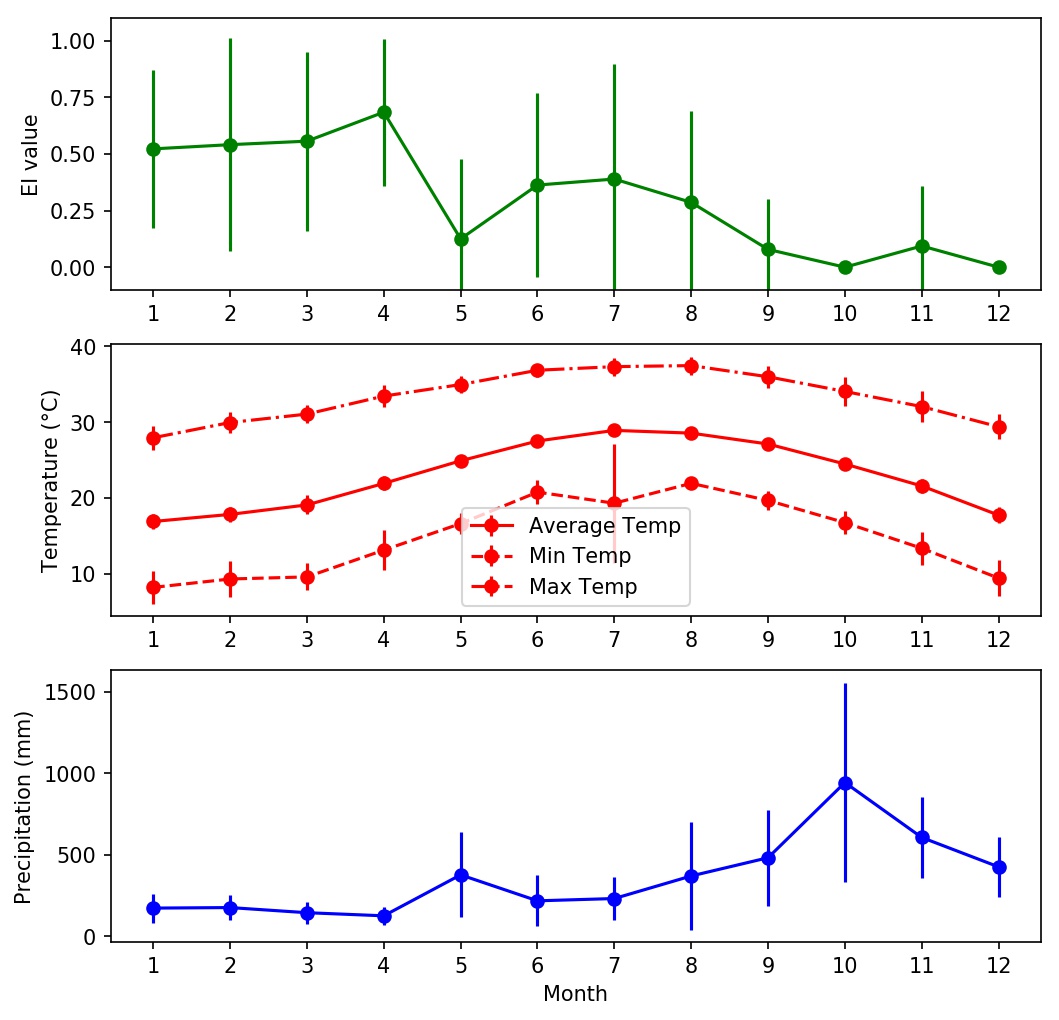 EI value
1.00
0.75
0.50
0.25
0.00
1 2 3 4 5 6 7 8 9 10 11 12
Temperature (°C)
40
30
20
10
Average Temp
Min Temp
Max Temp
1 2 3 4 5 6 7 8 9 10 11 12
Precipitation (mm)
1500
1000
500
0
1 2 3 4 5 6 7 8 9 10 11 12
Month